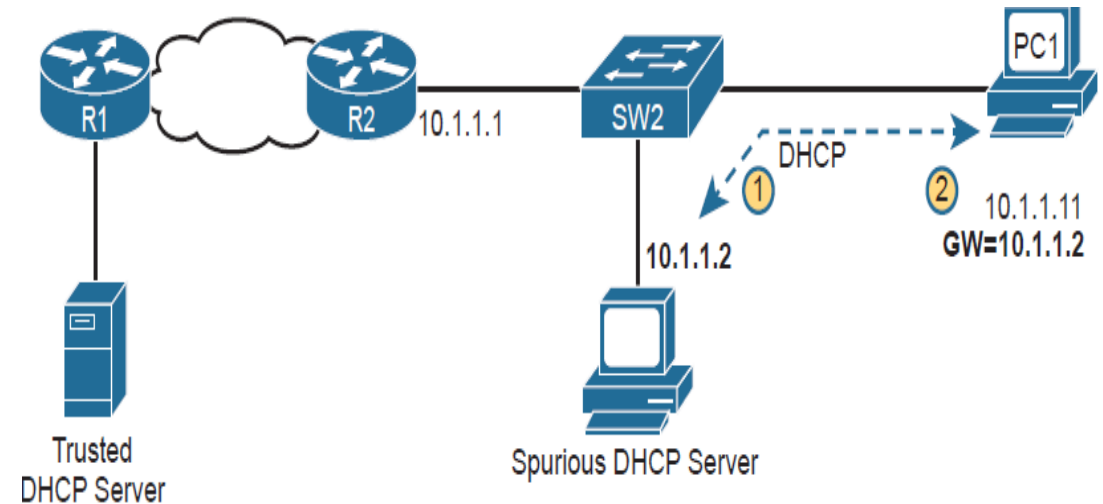 PC1
R1
R2
10.1.1.1
SW2
DHCP
1
2
10.1.1.11
GW=10.1.1.2
10.1.1.2
Trusted
DHCP Server
Spurious DHCP Server